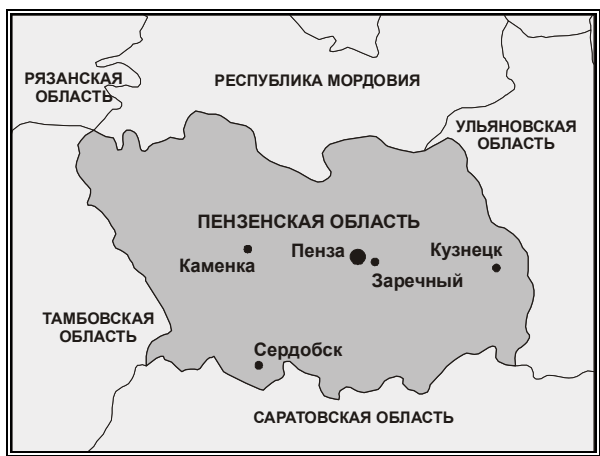 РЯЗАНСКАЯ
ОБЛАСТЬ
РЕСПУБЛИКА МОРДОВИЯ
УЛЬЯНОВСКАЯ
ОБЛАСТЬ
ПЕНЗЕНСКАЯ ОБЛАСТЬ
Каменка
Пенза
Заречный
Кузнецк
ТАМБОВСКАЯ
ОБЛАСТЬ
Сердобск
САРАТОВСКАЯ ОБЛАСТЬ